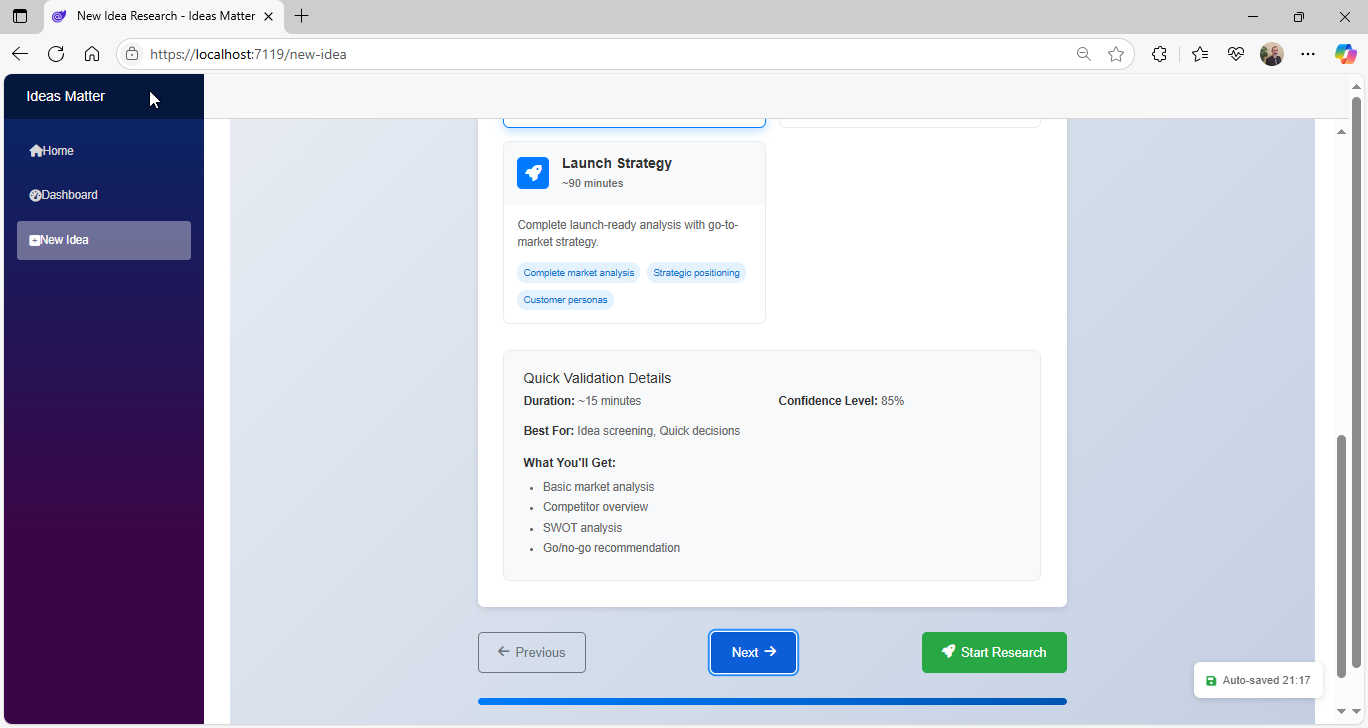 New Idea Research - Ideas Matter
https://localhost:7119/new-idea
Ideas Matter
Home
Dashboard
New Idea
Launch Strategy
~90 minutes
Complete launch-ready analysis with go-to-
market strategy.
Complete market analysis Strategic positioning
Customer personas
Quick Validation Details
Duration: ~15 minutes Confidence Level: 85%
Best For: Idea screening, Quick decisions
What You'll Get:
Basic market analysis
Competitor overview
SWOT analysis
Go/no-go recommendation
Previous Next Start Research
Auto-saved 21:17